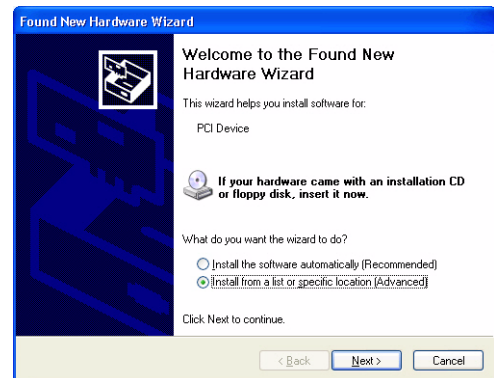 Found New Hardware Wizard
Welcome to the Found New
Hardware Wizard
This wizard helps you install software for:
PCI Device
If your hardware came with an installation CD
or floppy disk, insert it now.
What do you want the wizard to do?
Install the software automatically (Recommended)
Install from a list or specific location (Advanced)
Click Next to continue.
< Back
Next >
Cancel